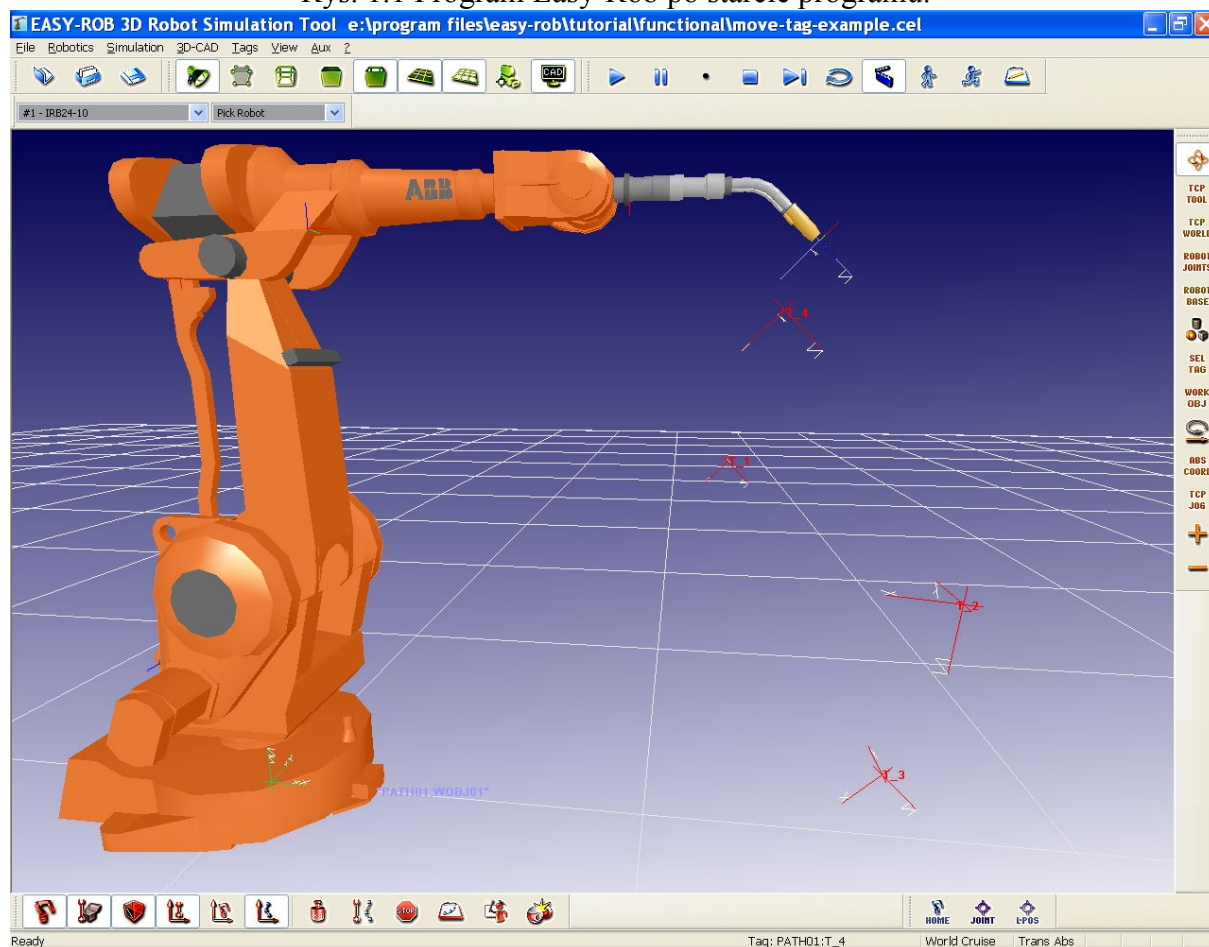 Rys. 1.1 Program Easy-Rob po starcie programu.
EASY-ROB 3D Robot Simulation Tool e:\program files\easy-rob\tutorial\functional\move-tag-example.cel
File Robotics Simulation 3D-CAD Tags View Aux ?
CAD
#1 - IRB24-10 Pick Robot
ABB
TCP TOOL
TCP WORLD
ROBOT JOINTS
ROBOT BASE
SEL TAG
WORK OBJ
ABS COORD
TCP JOG
T_4
T_1
T_2
T_3
"PATH01:WOBJ01"
STOP
HOME JOINT L-POS
Ready Tag: PATH01:T_4 World Cruise Trans Abs